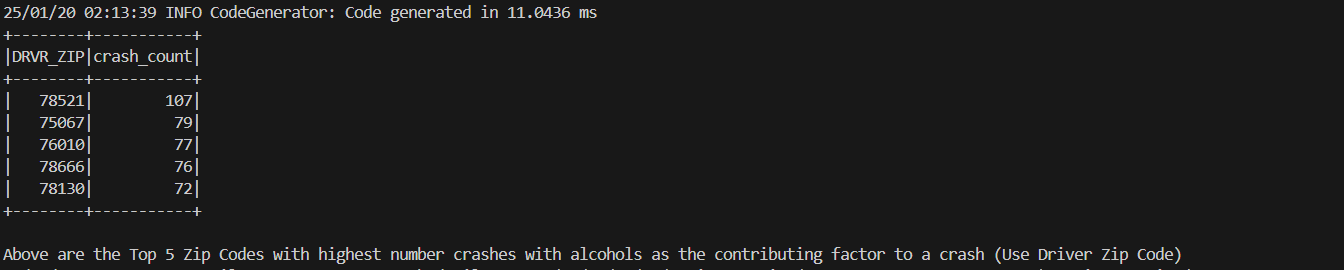 25/01/20 02:13:39 INFO CodeGenerator: Code generated in 11.0436 ms
+--------+-----------+
|DRVR_ZIP|crash_count|
+--------+-----------+
|   78521|        107|
|   75067|         79|
|   76010|         77|
|   78666|         76|
|   78130|         72|
+--------+-----------+
Above are the Top 5 Zip Codes with highest number crashes with alcohols as the contributing factor to a crash (Use Driver Zip Code)